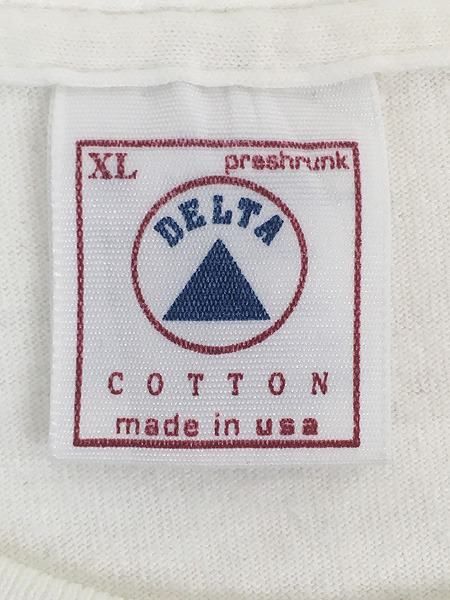 XL preshrunk
DELTA
COTTON
made in usa